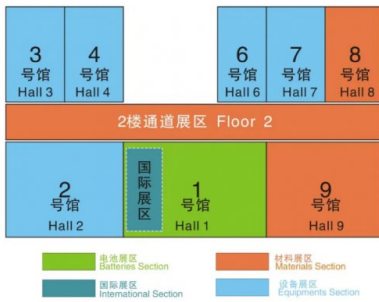 3
号馆
Hall 3
4
号馆
Hall 4
6
号馆
Hall 6
7
号馆
Hall 7
8
号馆
Hall 8
2楼通道展区 Floor 2
2
号馆
Hall 2
国际展区
1
号馆
Hall 1
9
号馆
Hall 9
电池展区
Batteries Section
材料展区
Materials Section
国际展区
International Section
设备展区
Equipments Section